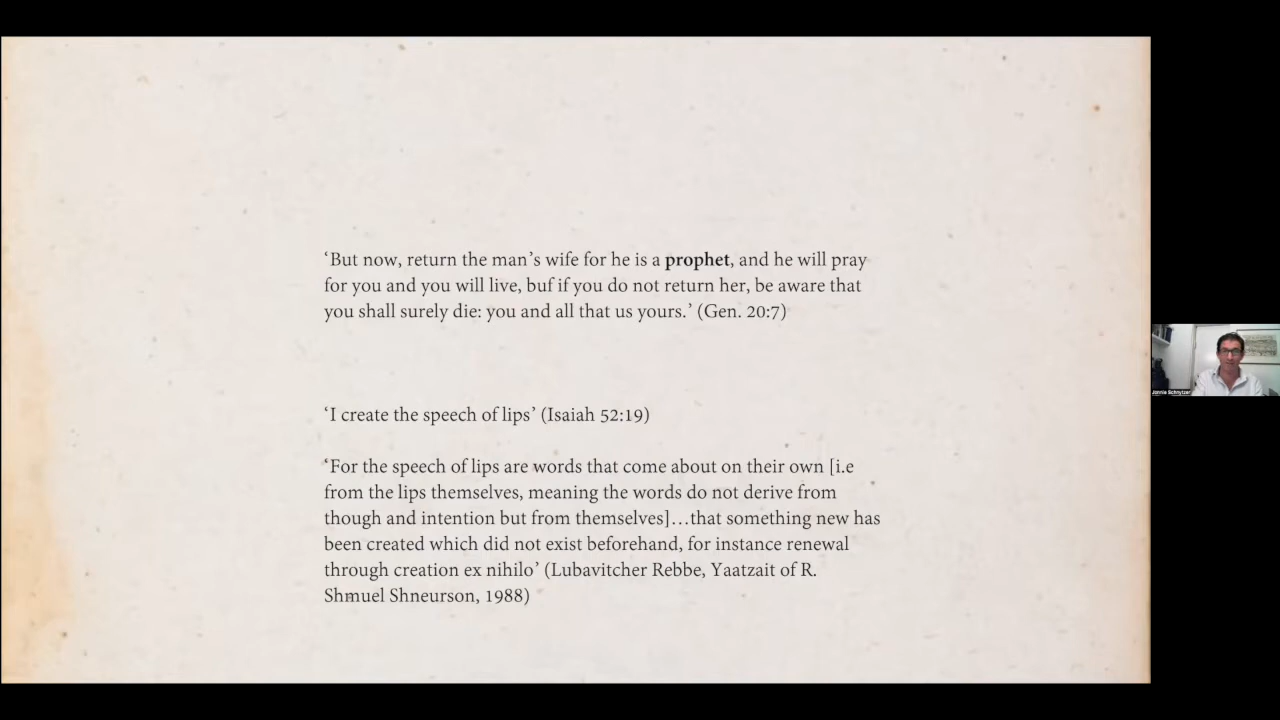 ‘But now, return the man’s wife for he is a prophet, and he will pray
for you and you will live, buf if you do not return her, be aware that
you shall surely die: you and all that us yours.’ (Gen. 20:7)
‘I create the speech of lips’ (Isaiah 52:19)
‘For the speech of lips are words that come about on their own [i.e
from the lips themselves, meaning the words do not derive from
though and intention but from themselves]…that something new has
been created which did not exist beforehand, for instance renewal
through creation ex nihilo’ (Lubavitcher Rebbe, Yaatzait of R.
Shmuel Shneurson, 1988)
Jonnie Schnytzer